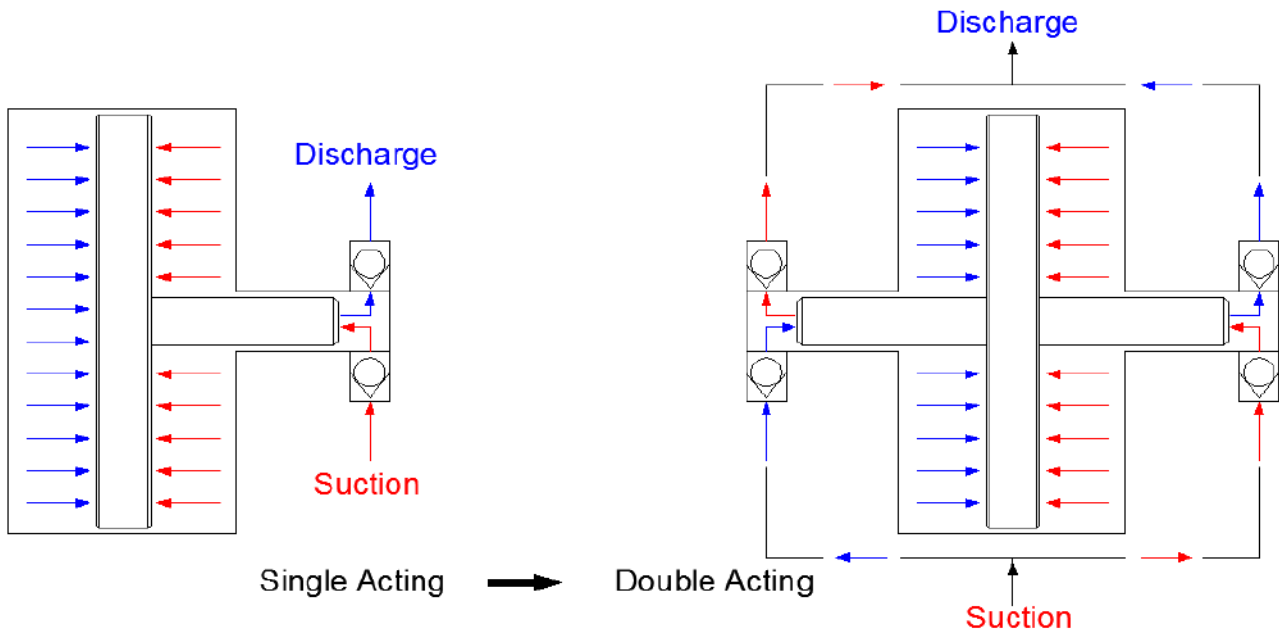 Discharge
Discharge
Suction
Single Acting
Double Acting
Suction